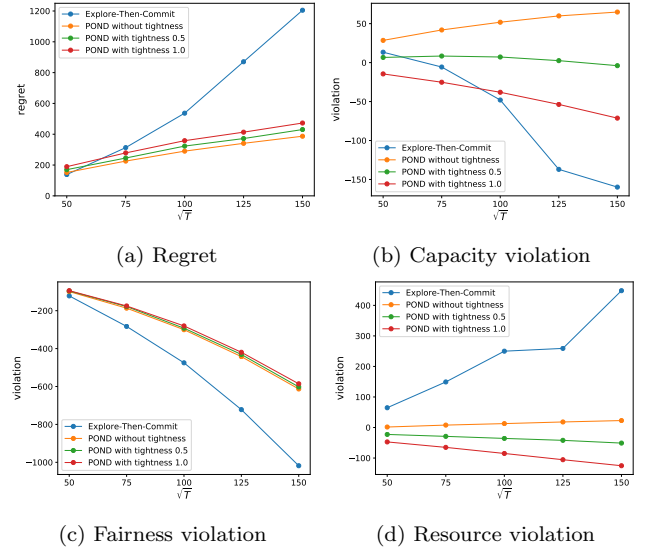 1200
1000
800
600
400
200
0
regret
Explore-Then-Commit
POND without tightness
POND with tightness 0.5
POND with tightness 1.0
50 75 100 125 150
√T
(a) Regret
50
0
−50
−100
−150
violation
Explore-Then-Commit
POND without tightness
POND with tightness 0.5
POND with tightness 1.0
50 75 100 125 150
√T
(b) Capacity violation
−200
−400
−600
−800
−1000
violation
Explore-Then-Commit
POND without tightness
POND with tightness 0.5
POND with tightness 1.0
50 75 100 125 150
√T
(c) Fairness violation
400
300
200
100
0
−100
violation
Explore-Then-Commit
POND without tightness
POND with tightness 0.5
POND with tightness 1.0
50 75 100 125 150
√T
(d) Resource violation